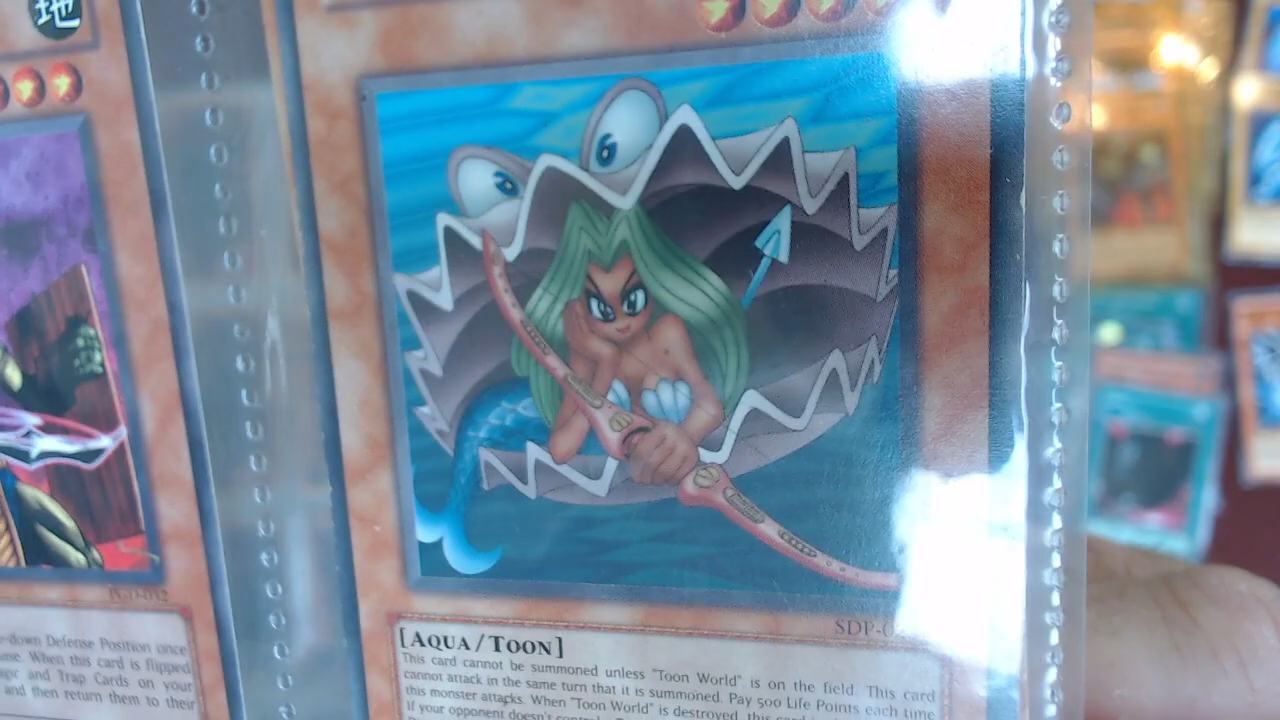 地
PGD-032
e-down Defense Position once
When this card is flipped
and Trap Cards on your
and then return them to their
SDP-0
[AQUA/TOON]
This card cannot be summoned unless "Toon World" is on the field. This card
cannot attack in the same turn that it is summoned. Pay 500 Life Points each time
this monster attacks. When "Toon World" is destroyed, this card
If your opponent doesn't